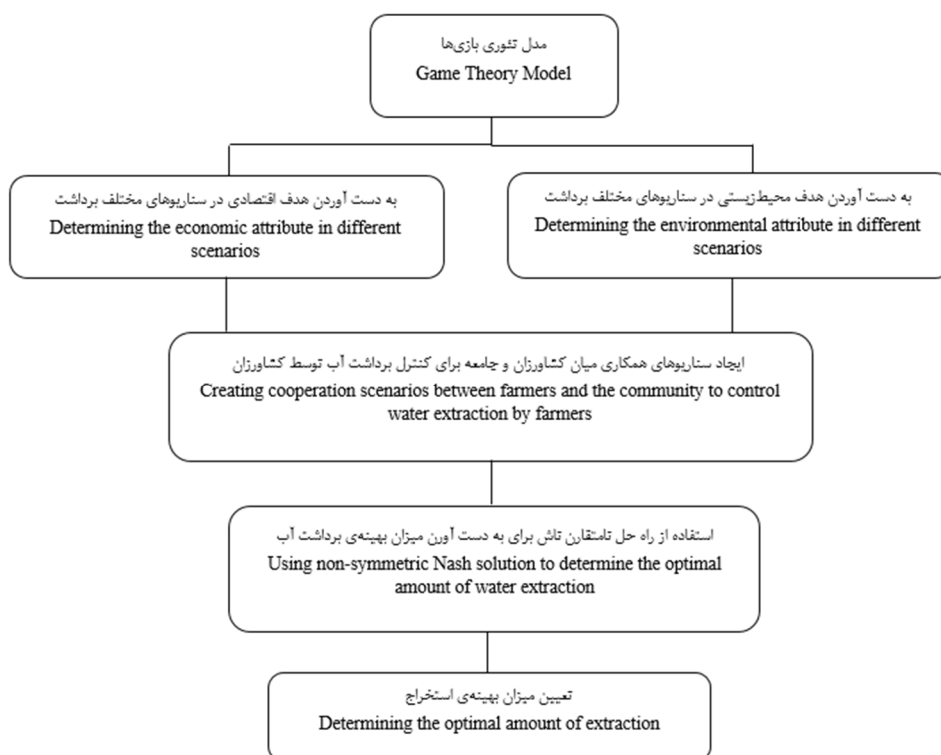 مدل تئوری بازی‌ها
Game Theory Model
به دست آوردن هدف اقتصادی در سناریوهای مختلف برداشت
Determining the economic attribute in different
scenarios
به دست آوردن هدف محیط‌زیستی در سناریوهای مختلف برداشت
Determining the environmental attribute in different
scenarios
ایجاد سناریوهای همکاری میان کشاورزان و جامعه برای کنترل برداشت آب توسط کشاورزان
Creating cooperation scenarios between farmers and the community to control
water extraction by farmers
استفاده از راه حل نامتقارن نش برای به دست آورن میزان بهینه‌ی برداشت آب
Using non-symmetric Nash solution to determine the optimal
amount of water extraction
تعیین میزان بهینه‌ی استخراج
Determining the optimal amount of extraction